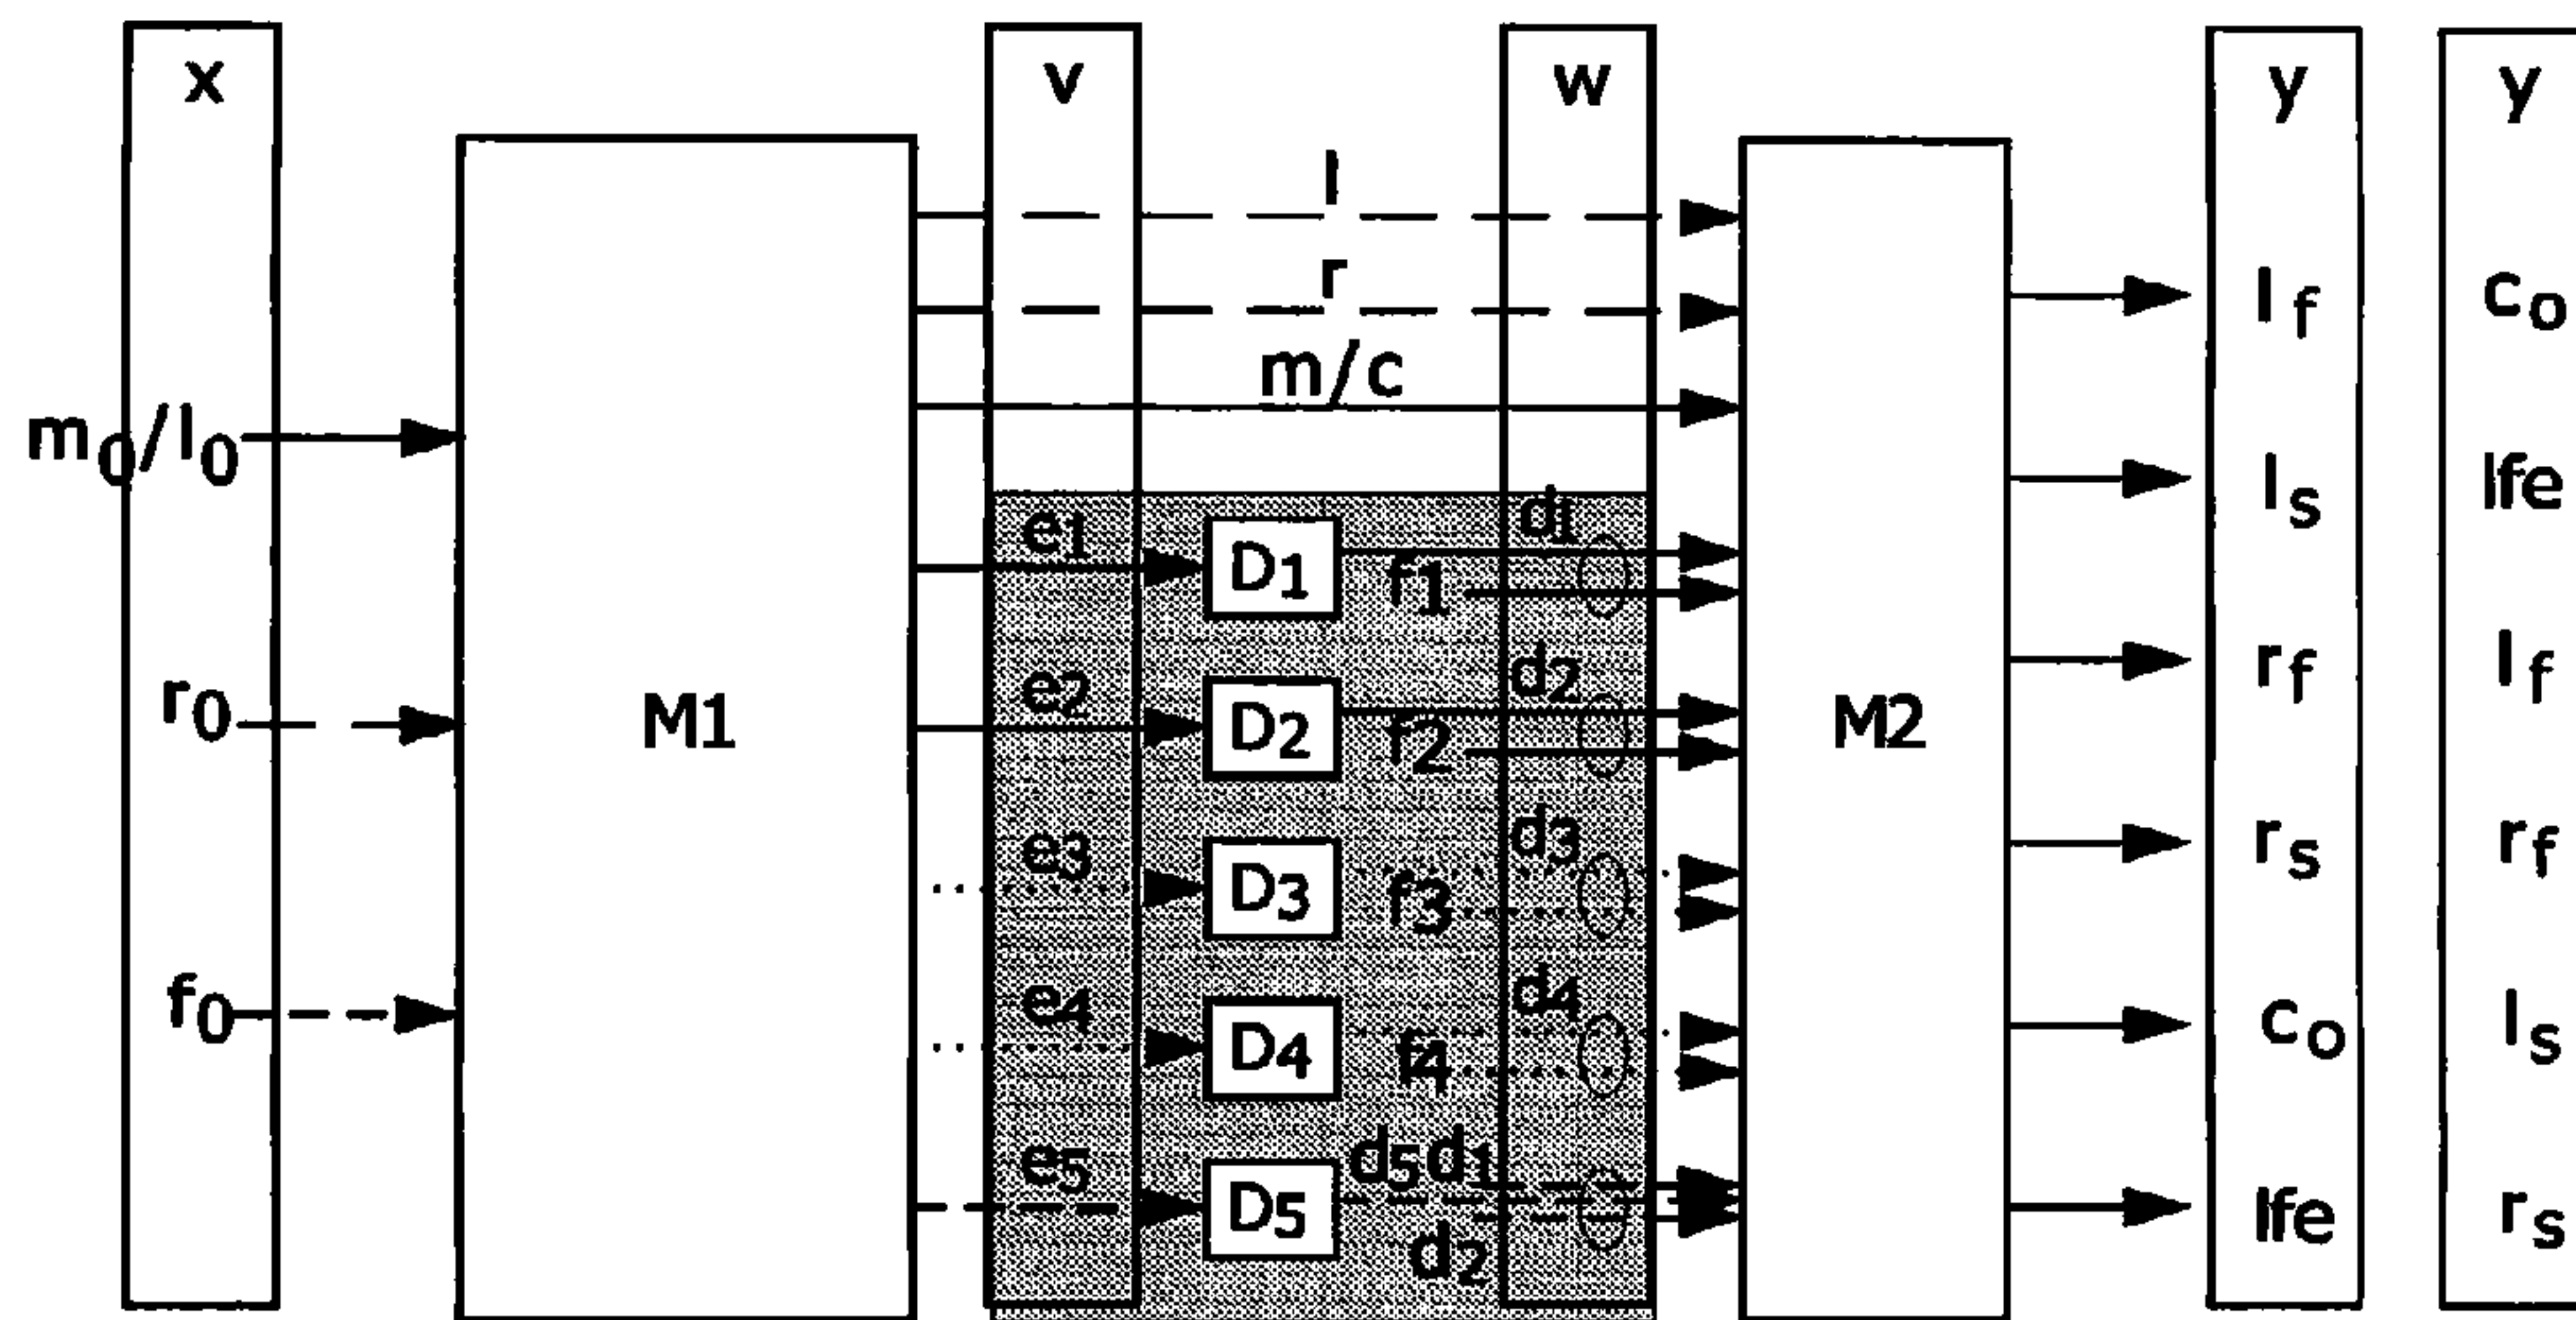 x
v
w
y
y
l
r
m/c
m0/l0
r0
f0
M1
e1
D1
d1
f1
e2
D2
d2
f2
e3
D3
d3
f3
e4
D4
d4
f4
e5
D5
d5 d1
d2
M2
lf
ls
rf
rs
co
lfe
co
lfe
lf
rf
ls
rs